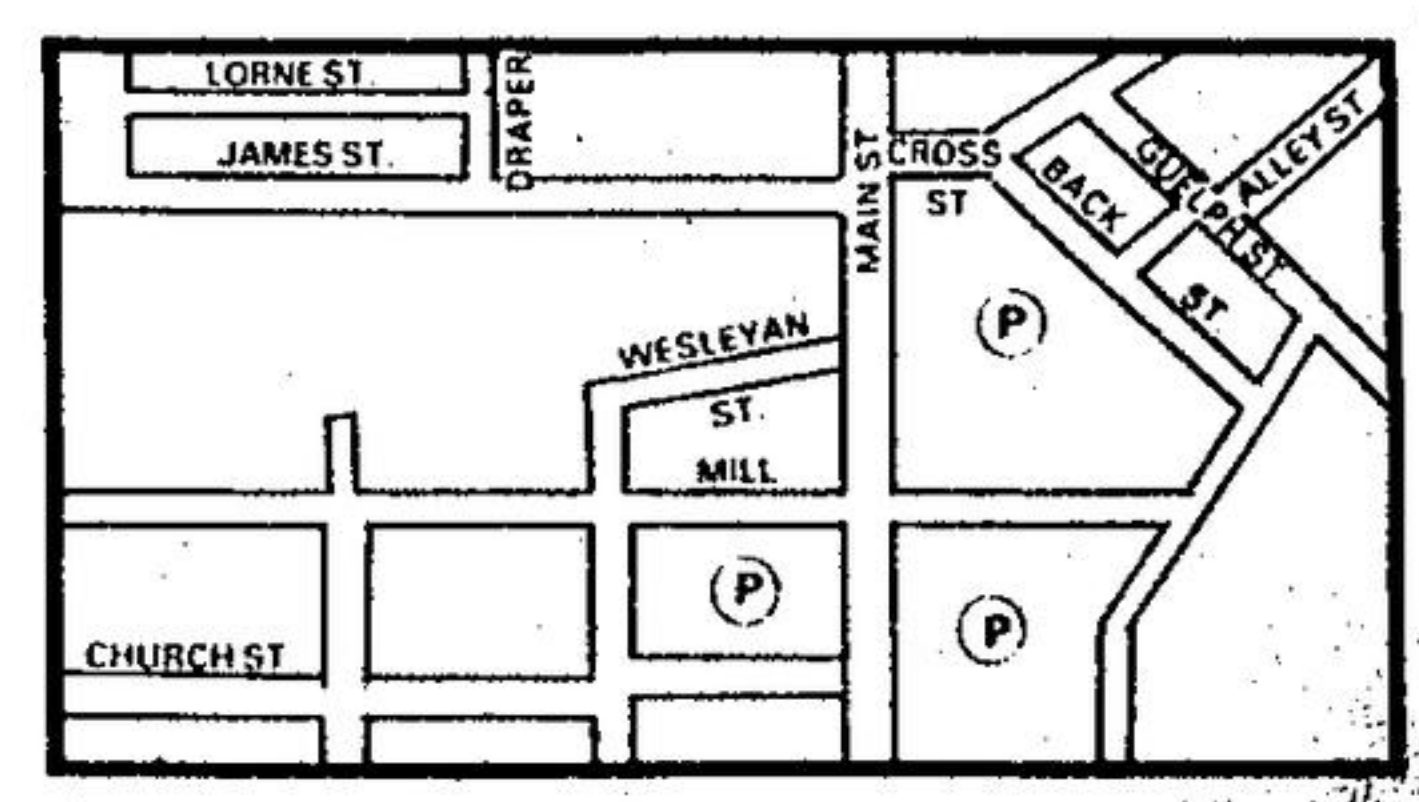 LORNE ST.
DRAPER
JAMES ST.
MAIN ST
CROSS
ST
BACK
ST.
GUELPH ST
ALLEY ST
WESLEYAN
ST.
MILL
P
P
P
CHURCH ST